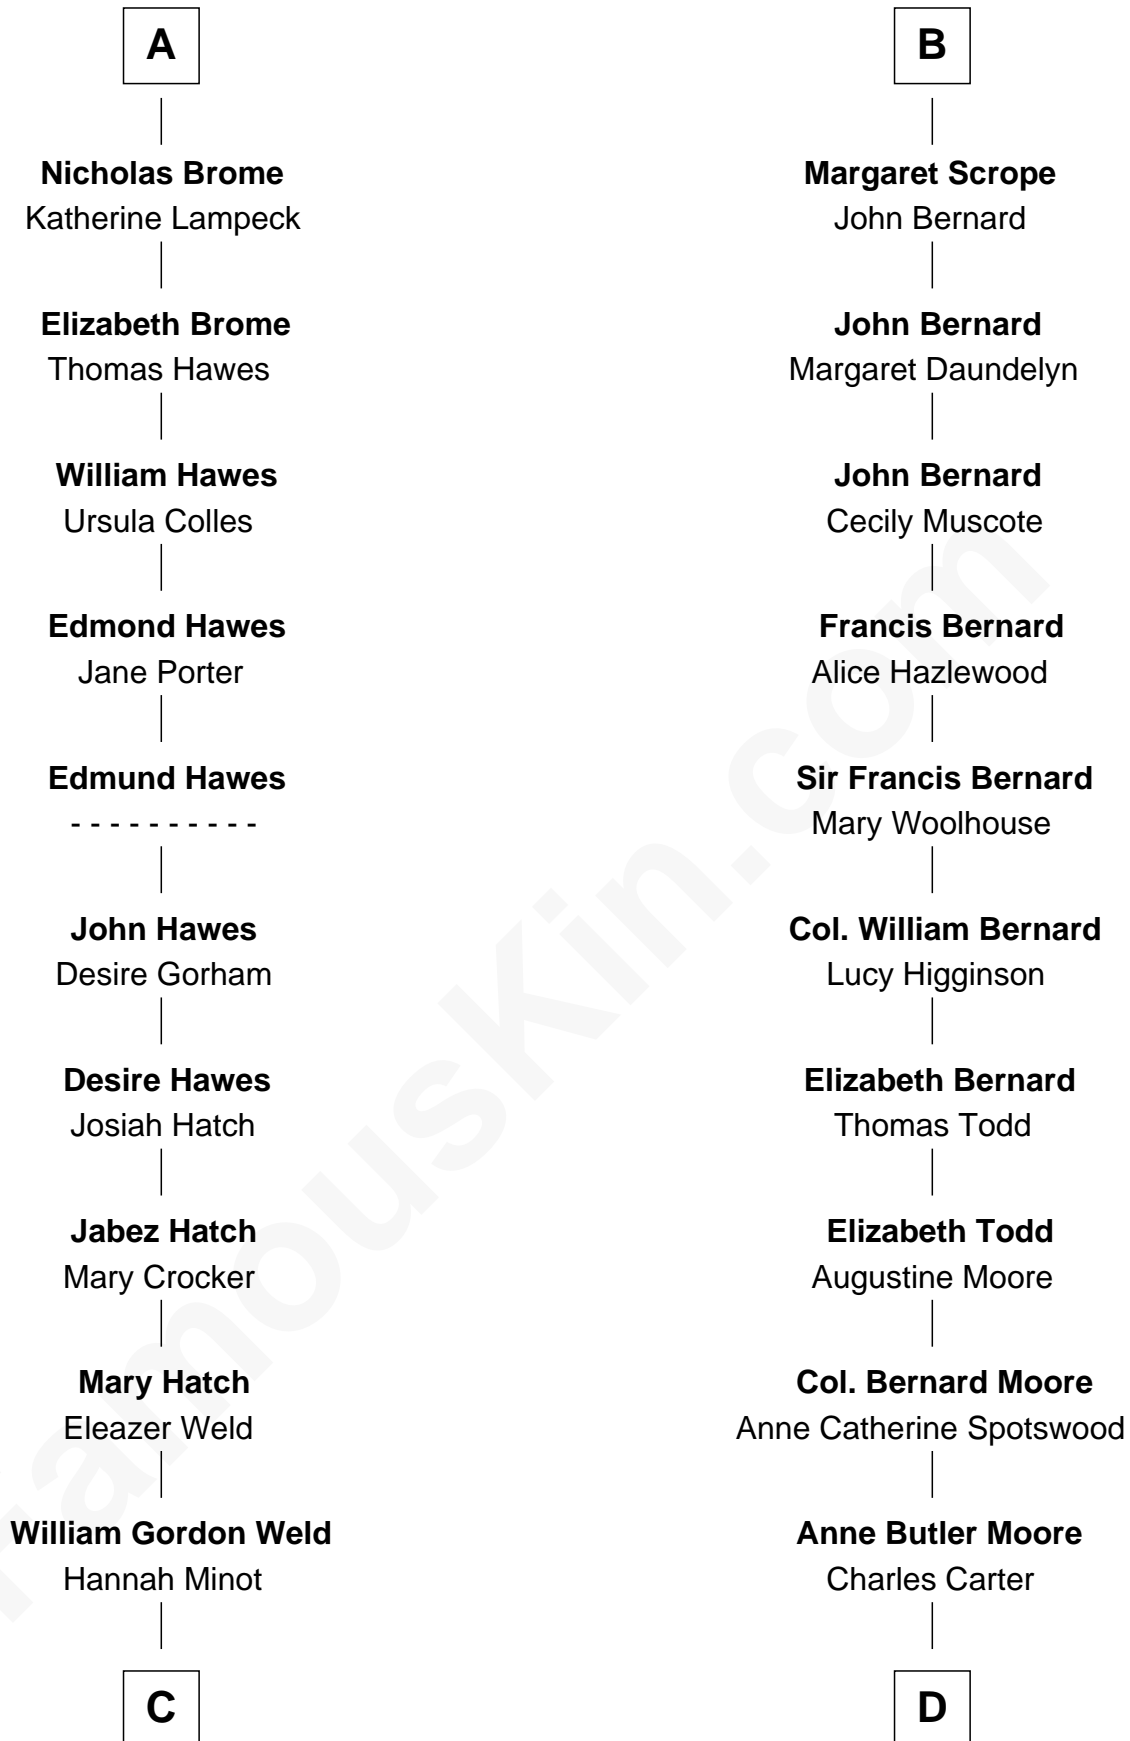 A
Nicholas Brome
Katherine Lampeck
Elizabeth Brome
Thomas Hawes
William Hawes
Ursula Colles
Edmond Hawes
Jane Porter
Edmund Hawes
- - - - - - - - - -
John Hawes
Desire Gorham
Desire Hawes
Josiah Hatch
Jabez Hatch
Mary Crocker
Mary Hatch
Eleazer Weld
William Gordon Weld
Hannah Minot
C
B
Margaret Scrope
John Bernard
John Bernard
Margaret Daundelyn
John Bernard
Cecily Muscote
Francis Bernard
Alice Hazlewood
Sir Francis Bernard
Mary Woolhouse
Col. William Bernard
Lucy Higginson
Elizabeth Bernard
Thomas Todd
Elizabeth Todd
Augustine Moore
Col. Bernard Moore
Anne Catherine Spotswood
Anne Butler Moore
Charles Carter
D
FamousKin.com